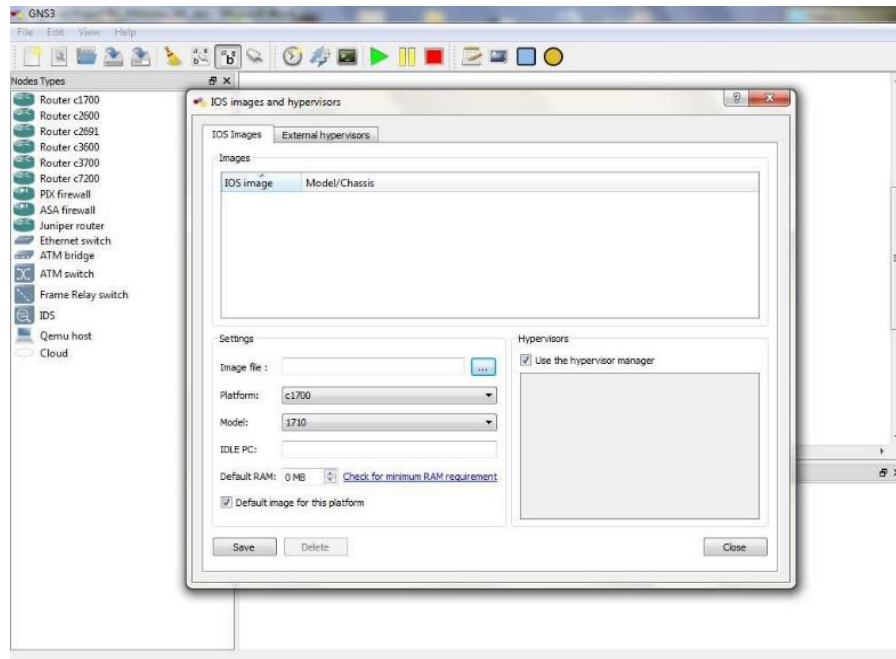 GNS3
File Edit View Help
Nodes Types
Router c1700
Router c2600
Router c2691
Router c3600
Router c3700
Router c7200
PIX firewall
ASA firewall
Juniper router
Ethernet switch
ATM bridge
ATM switch
Frame Relay switch
IDS
Qemu host
Cloud
IOS images and hypervisors
IOS Images External hypervisors
Images
IOS image Model/Chassis
Settings
Image file :
...
Platform: c1700
Model: 1710
IDLE PC:
Default RAM: 0 MB Check for minimum RAM requirement
Default image for this platform
Save Delete
Hypervisors
Use the hypervisor manager
Close